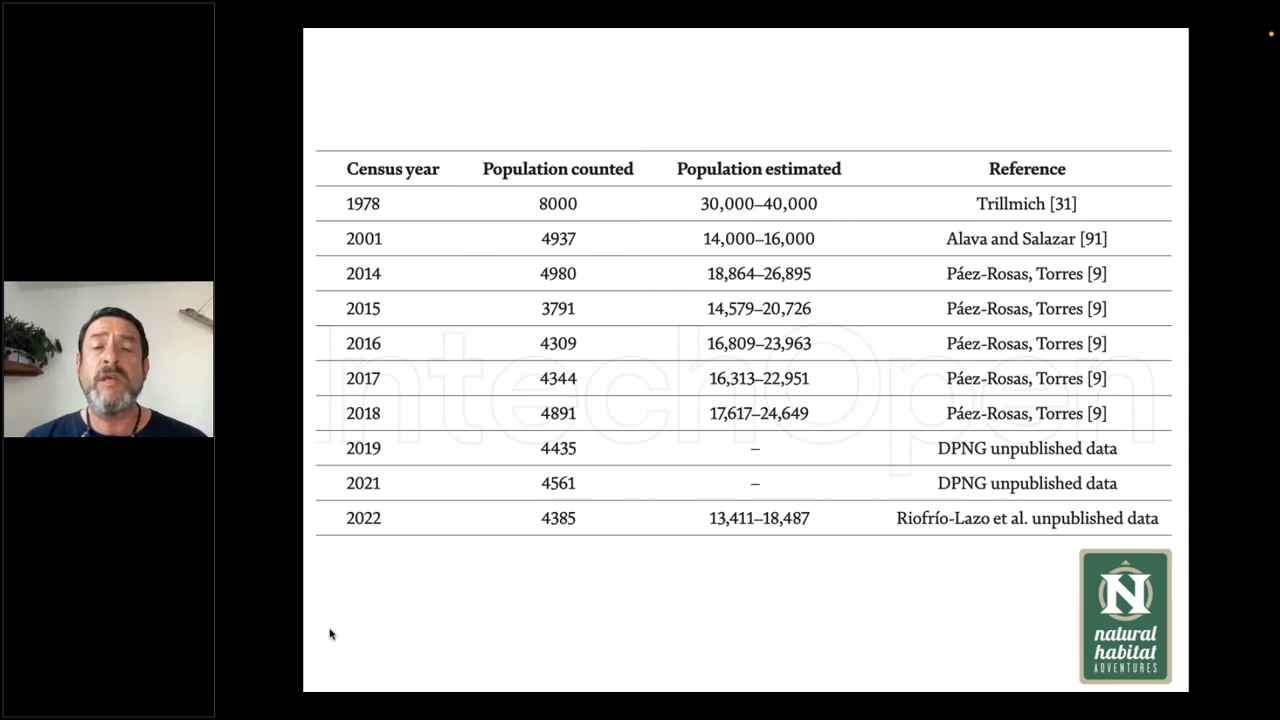 Census year Population counted Population estimated Reference
1978 8000 30,000–40,000 Trillmich [31]
2001 4937 14,000–16,000 Alava and Salazar [91]
2014 4980 18,864–26,895 Páez-Rosas, Torres [9]
2015 3791 14,579–20,726 Páez-Rosas, Torres [9]
2016 4309 16,809–23,963 Páez-Rosas, Torres [9]
2017 4344 16,313–22,951 Páez-Rosas, Torres [9]
2018 4891 17,617–24,649 Páez-Rosas, Torres [9]
2019 4435 – DPNG unpublished data
2021 4561 – DPNG unpublished data
2022 4385 13,411–18,487 Riofrío-Lazo et al. unpublished data
IntechOpen
N
natural
habitat
ADVENTURES